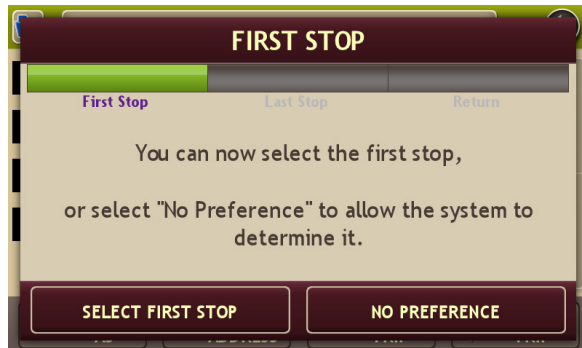 FIRST STOP
First Stop Last Stop Return
You can now select the first stop,
or select "No Preference" to allow the system to
determine it.
SELECT FIRST STOP NO PREFERENCE
ADDRESS